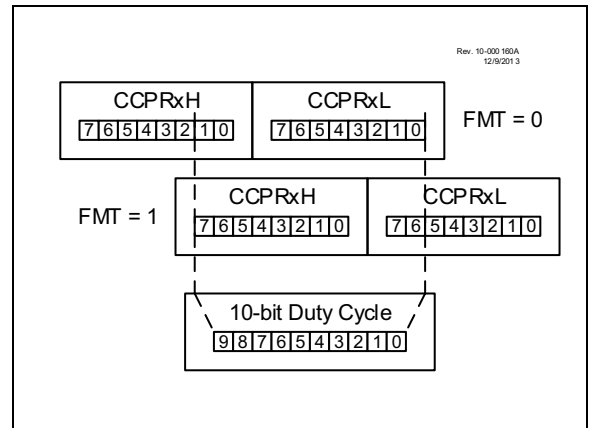 Rev. 10-000 160A
12/9/201 3
CCPRxH CCPRxL
7 6 5 4 3 2 1 0 7 6 5 4 3 2 1 0
FMT = 0
CCPRxH CCPRxL
FMT = 1
7 6 5 4 3 2 1 0 7 6 5 4 3 2 1 0
10-bit Duty Cycle
9 8 7 6 5 4 3 2 1 0